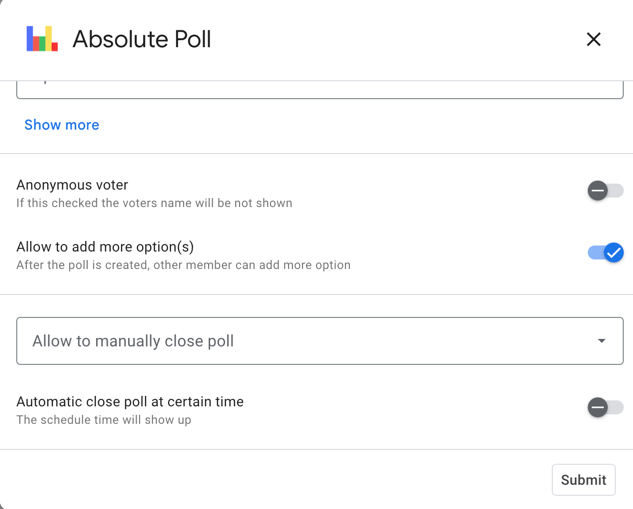 Absolute Poll
Show more
Anonymous voter
If this checked the voters name will be not shown
Allow to add more option(s)
After the poll is created, other member can add more option
Allow to manually close poll
Automatic close poll at certain time
The schedule time will show up
Submit